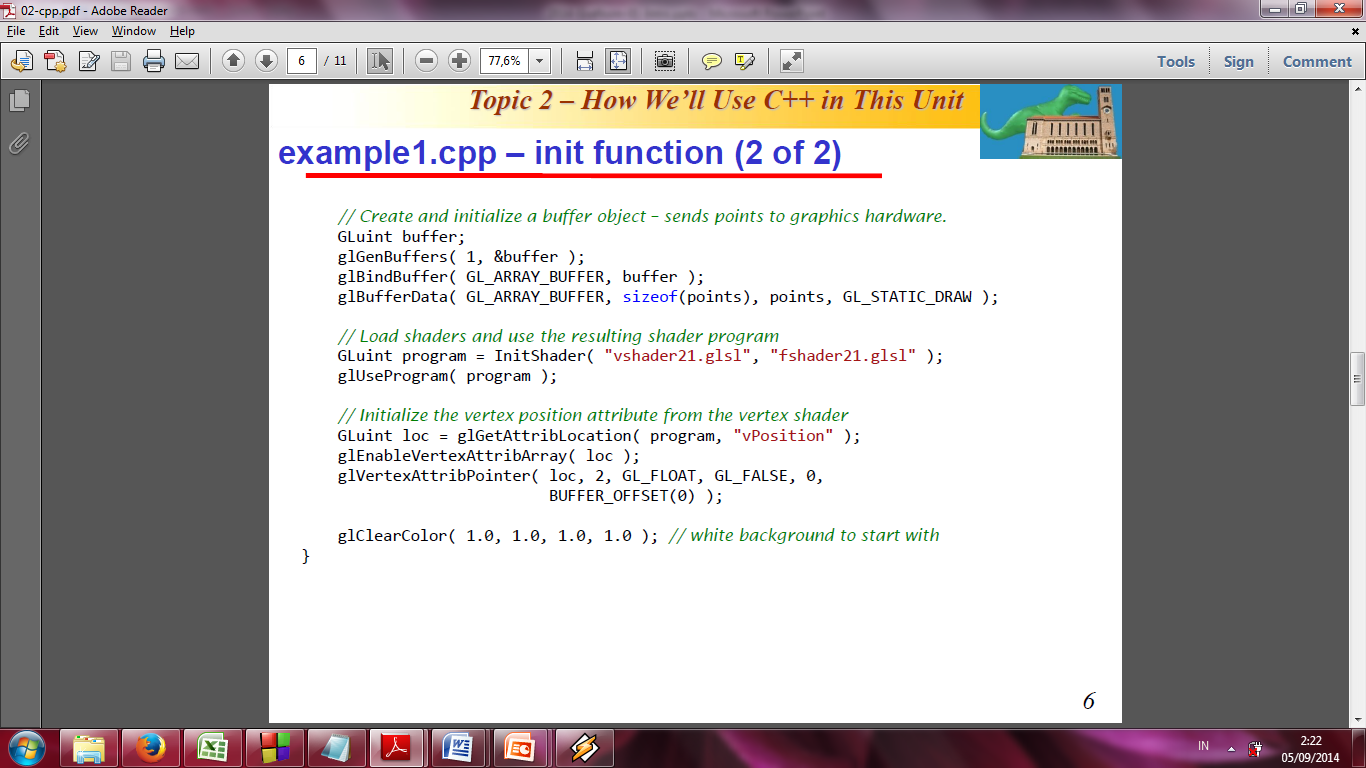 02-cpp.pdf - Adobe Reader
File Edit View Window Help
6 / 11 77,6% Tools Sign Comment
Topic 2 – How We'll Use C++ in This Unit
example1.cpp – init function (2 of 2)
// Create and initialize a buffer object – sends points to graphics hardware.
GLuint buffer;
glGenBuffers( 1, &buffer );
glBindBuffer( GL_ARRAY_BUFFER, buffer );
glBufferData( GL_ARRAY_BUFFER, sizeof(points), points, GL_STATIC_DRAW );
// Load shaders and use the resulting shader program
GLuint program = InitShader( "vshader21.glsl", "fshader21.glsl" );
glUseProgram( program );
// Initialize the vertex position attribute from the vertex shader
GLuint loc = glGetAttribLocation( program, "vPosition" );
glEnableVertexAttribArray( loc );
glVertexAttribPointer( loc, 2, GL_FLOAT, GL_FALSE, 0,
BUFFER_OFFSET(0) );
glClearColor( 1.0, 1.0, 1.0, 1.0 ); // white background to start with
}
6
IN
2:22
05/09/2014